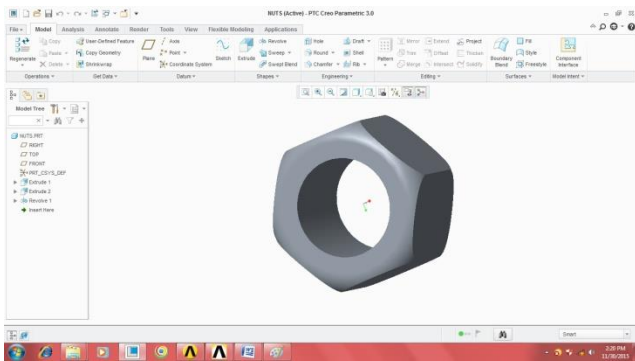 NUTS (Active) - PTC Creo Parametric 3.0
File Model Analysis Annotate Render Tools View Flexible Modeling Applications
Regenerate
Copy
Paste
Delete
User-Defined Feature
Copy Geometry
Shrinkwrap
Plane
Axis
Point
Coordinate System
Sketch
Extrude
Revolve
Sweep
Swept Blend
Hole
Round
Chamfer
Draft
Shell
Rib
Pattern
Mirror
Extend
Project
Trim
Offset
Thicken
Merge
Intersect
Solidify
Boundary Blend
Fill
Style
Freestyle
Component Interface
Operations Get Data Datum Shapes Engineering Editing Surfaces Model Intent
Model Tree
NUTS.PRT
RIGHT
TOP
FRONT
PRT_CSYS_DEF
Extrude 1
Extrude 2
Revolve 1
Insert Here
Smart
2:20 PM
11/30/2015